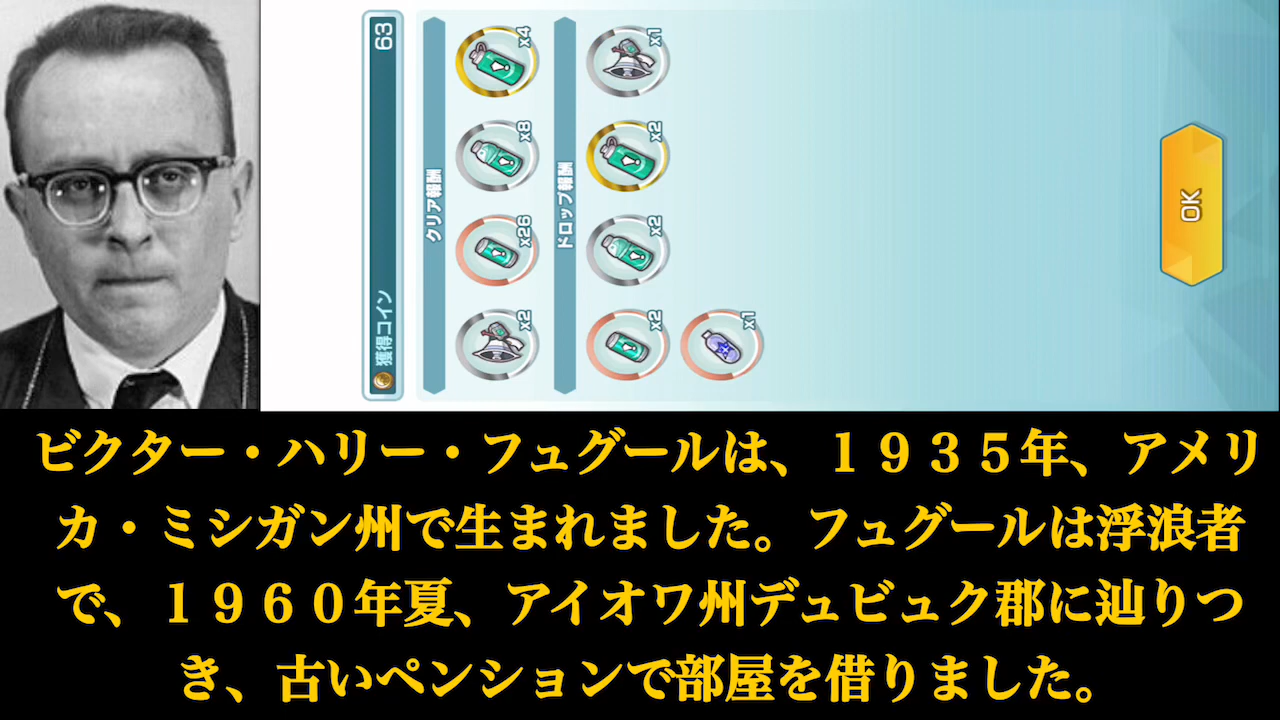 獲得コイン 63
クリア報酬
x2 x26 x8 x4
ドロップ報酬
x2 x2 x2 x1
x1
OK
ビクター・ハリー・フュグールは、１９３５年、アメリ
カ・ミシガン州で生まれました。フュグールは浮浪者
で、１９６０年夏、アイオワ州デュビュク郡に辿りつ
き、古いペンションで部屋を借りました。